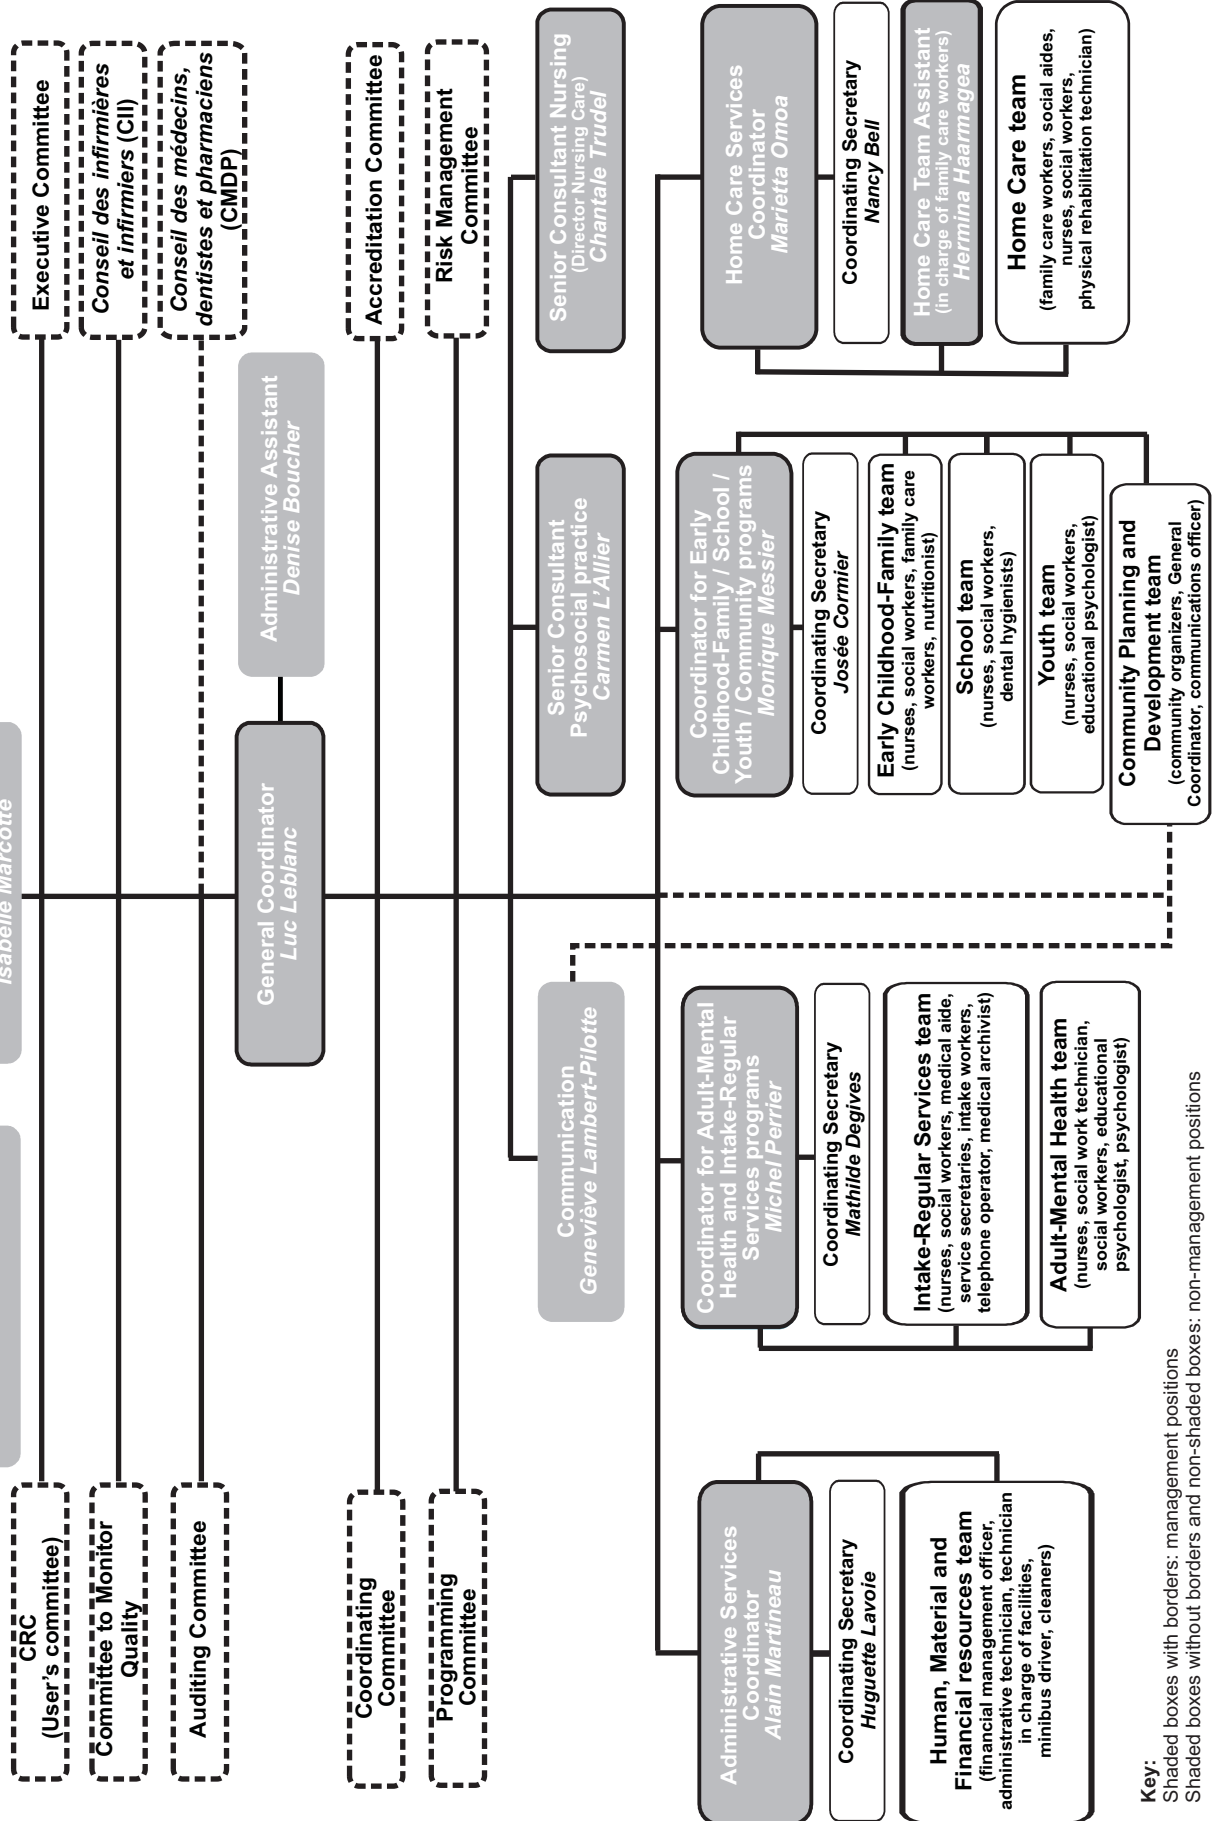 Isabelle Marcotte
CRC
(User's committee)
Executive Committee
Committee to Monitor
Quality
Conseil des infirmières
et infirmiers (CII)
Auditing Committee
Conseil des médecins,
dentistes et pharmaciens
(CMDP)
General Coordinator
Luc Leblanc
Administrative Assistant
Denise Boucher
Coordinating
Committee
Accreditation Committee
Programming
Committee
Risk Management
Committee
Communication
Geneviève Lambert-Pilotte
Senior Consultant
Psychosocial practice
Carmen L'Allier
Senior Consultant Nursing
(Director Nursing Care)
Chantale Trudel
Administrative Services
Coordinator
Alain Martineau
Coordinating Secretary
Huguette Lavoie
Human, Material and
Financial resources team
(financial management officer,
administrative technician, technician
in charge of facilities,
minibus driver, cleaners)
Coordinator for Adult-Mental
Health and Intake-Regular
Services programs
Michel Perrier
Coordinating Secretary
Mathilde Degives
Intake-Regular Services team
(nurses, social workers, medical aide,
service secretaries, intake workers,
telephone operator, medical archivist)
Adult-Mental Health team
(nurses, social work technician,
social workers, educational
psychologist, psychologist)
Coordinator for Early
Childhood-Family / School /
Youth / Community programs
Monique Messier
Coordinating Secretary
Josée Cormier
Early Childhood-Family team
(nurses, social workers, family care
workers, nutritionist)
School team
(nurses, social workers,
dental hygienists)
Youth team
(nurses, social workers,
educational psychologist)
Community Planning and
Development team
(community organizers, General
Coordinator, communications officer)
Home Care Services
Coordinator
Marietta Omoa
Coordinating Secretary
Nancy Bell
Home Care Team Assistant
(in charge of family care workers)
Hermina Haarmagea
Home Care team
(family care workers, social aides,
nurses, social workers,
physical rehabilitation technician)
Key:
Shaded boxes with borders: management positions
Shaded boxes without borders and non-shaded boxes: non-management positions